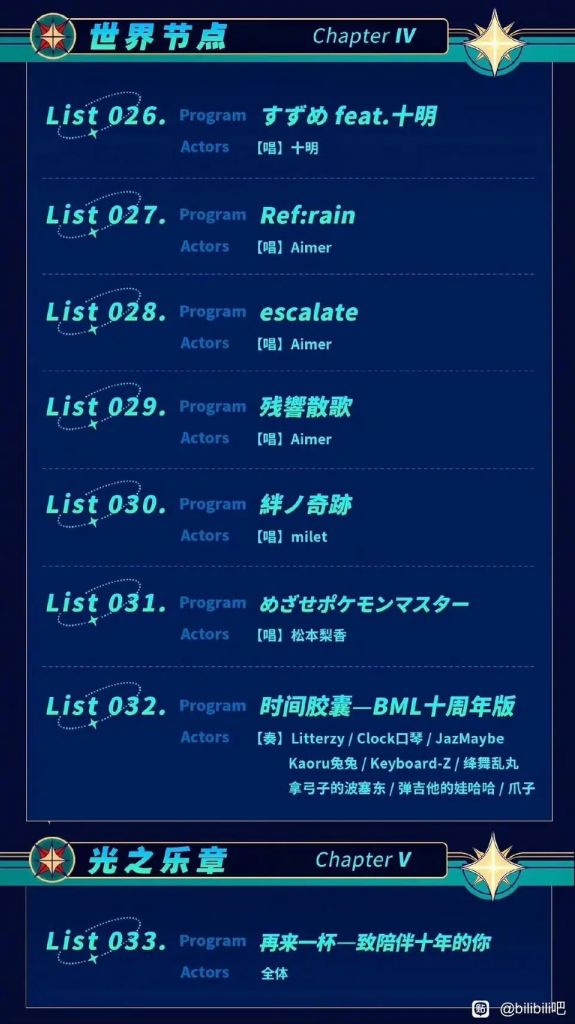 世界节点 Chapter IV
List 026. Program すずめ feat.十明
Actors 【唱】十明
List 027. Program Ref:rain
Actors 【唱】Aimer
List 028. Program escalate
Actors 【唱】Aimer
List 029. Program 残響散歌
Actors 【唱】Aimer
List 030. Program 絆ノ奇跡
Actors 【唱】milet
List 031. Program めざせポケモンマスター
Actors 【唱】松本梨香
List 032. Program 时间胶囊—BML十周年版
Actors 【奏】Litterzy / Clock口琴 / JazMaybe
Kaoru兔兔 / Keyboard-Z / 绛舞乱丸
拿弓子的波塞东 / 弹吉他的娃哈哈 / 爪子
光之乐章 Chapter V
List 033. Program 再来一杯—致陪伴十年的你
Actors 全体
贴 @bilibili吧